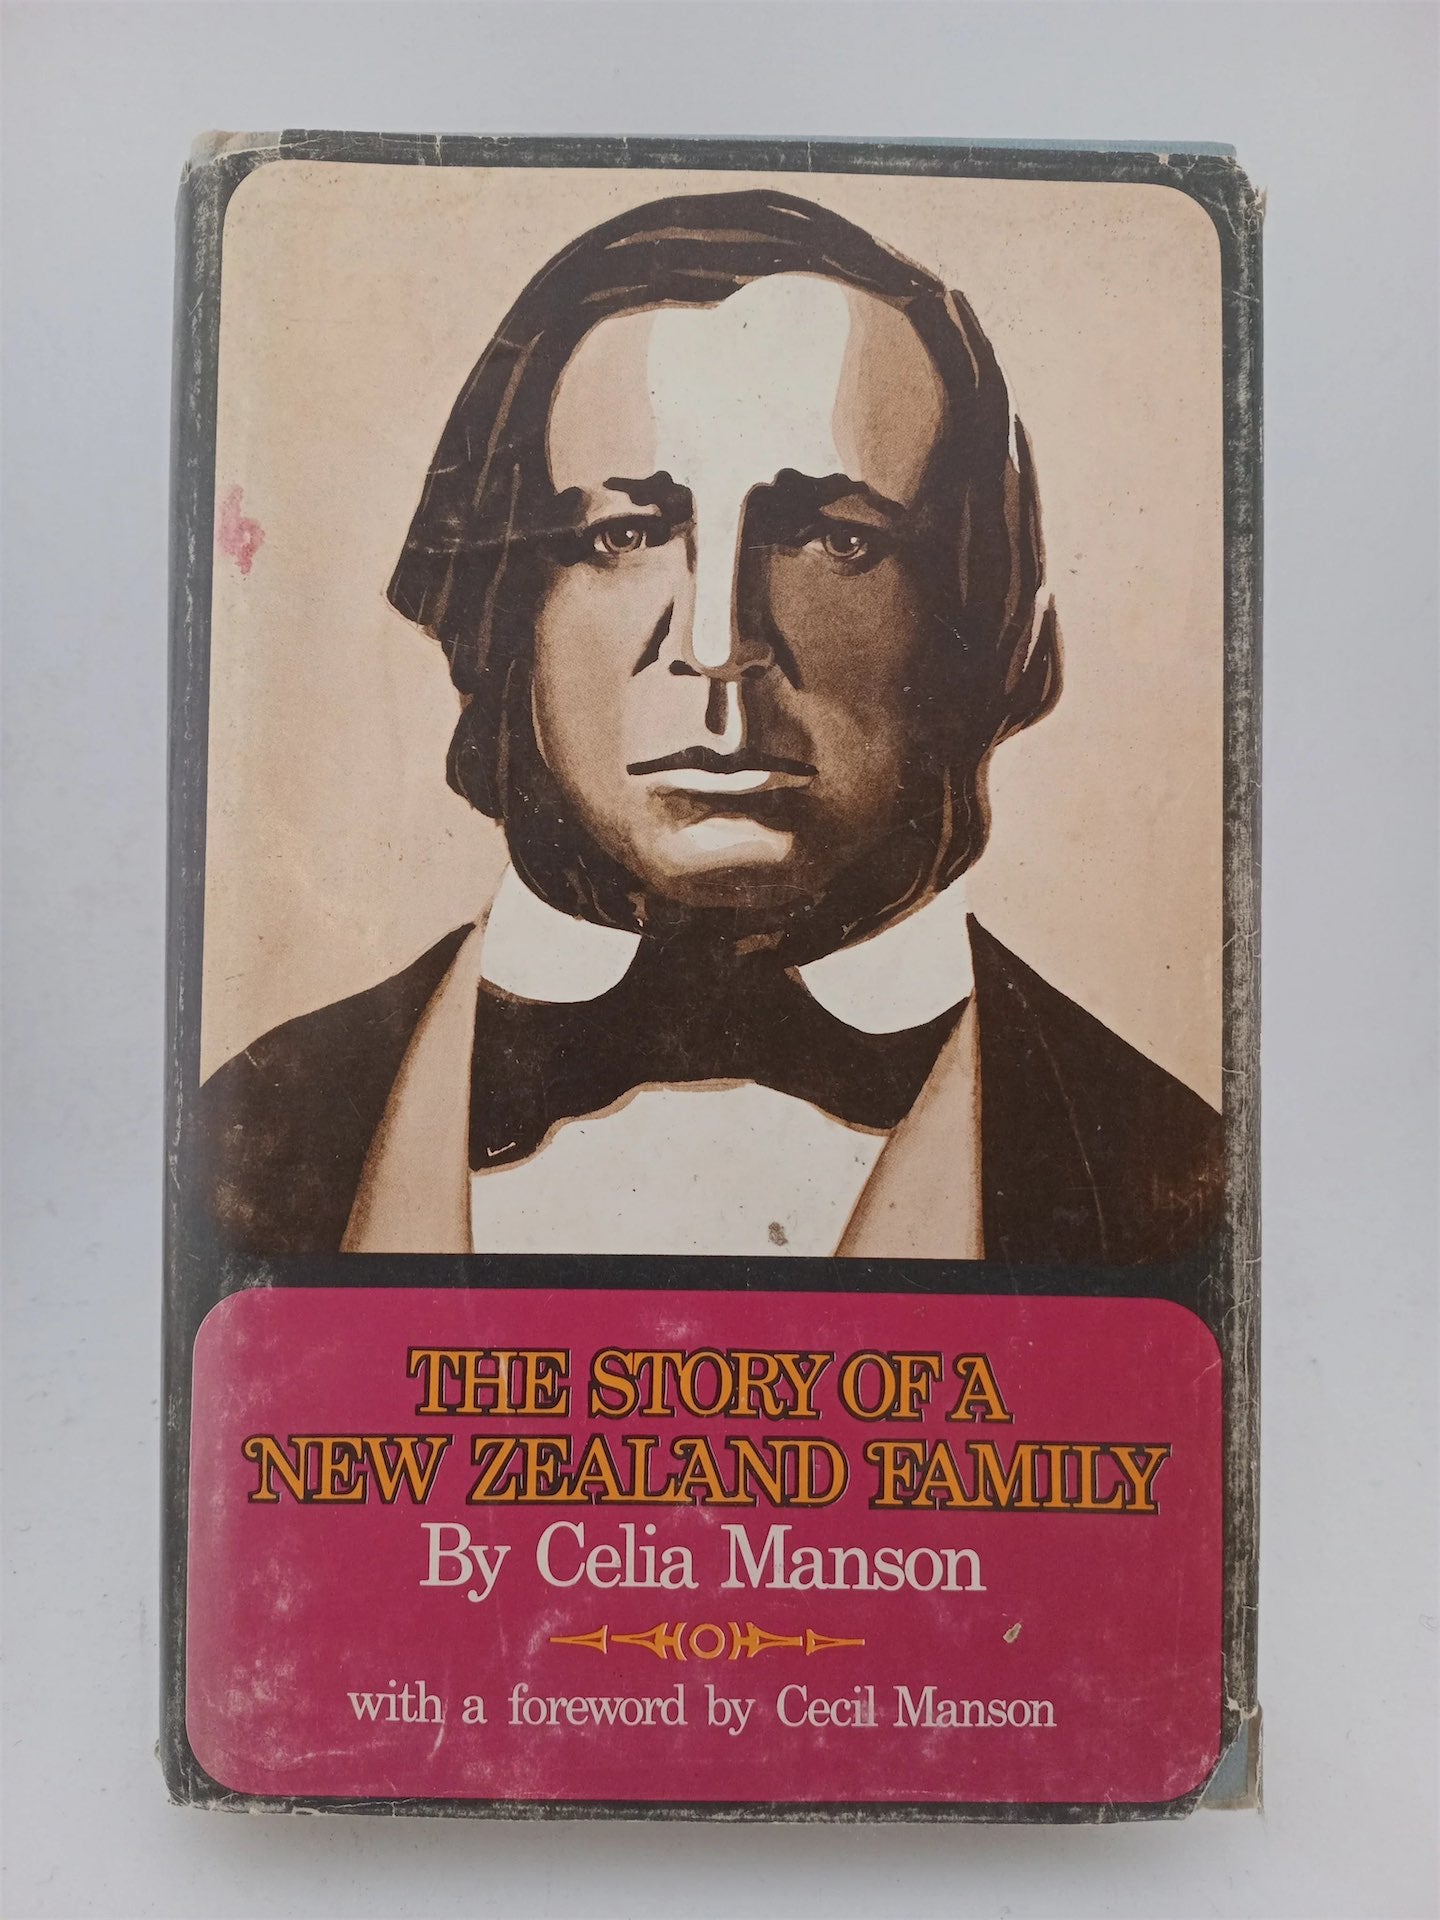 THE STORY OF A
NEW ZEALAND FAMILY
By Celia Manson
with a foreword by Cecil Manson